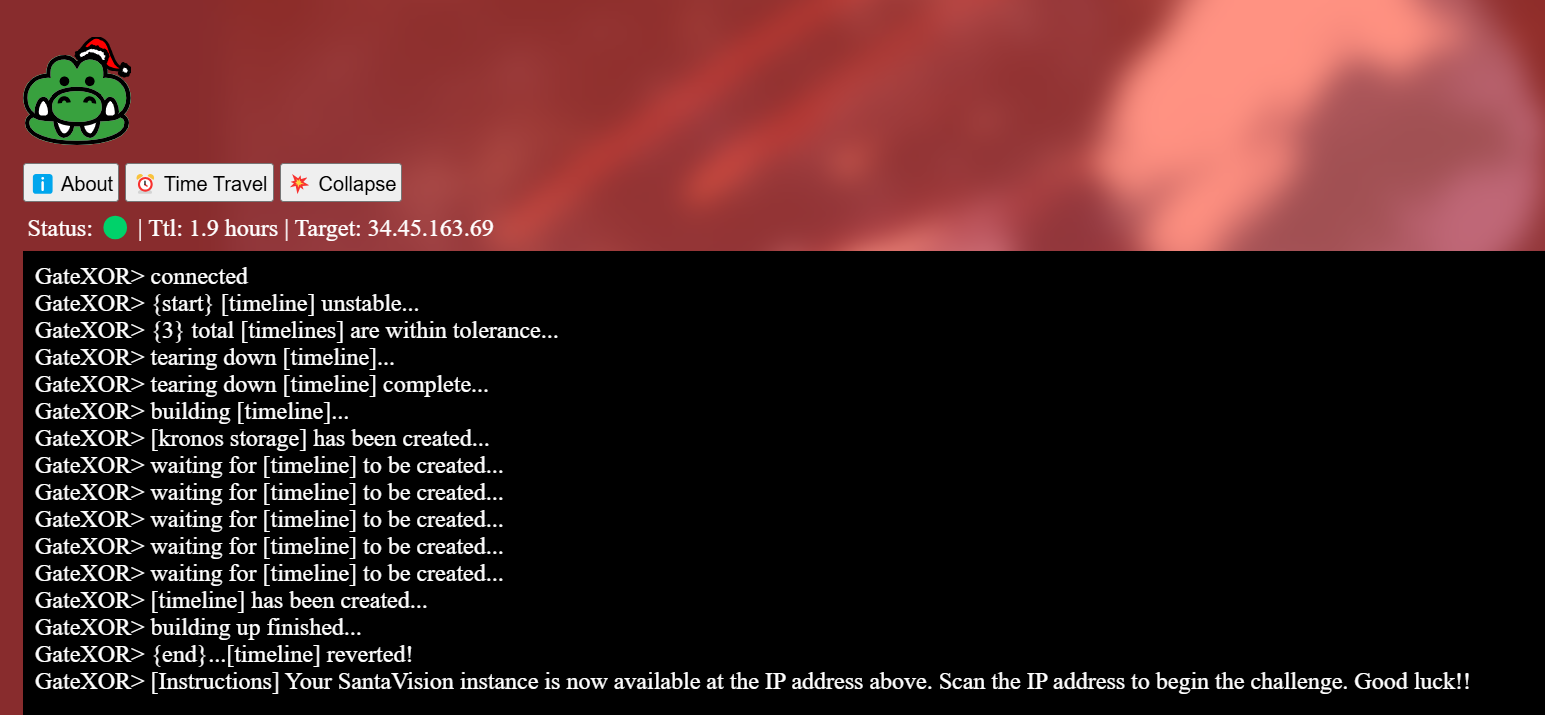 About Time Travel Collapse
Status: | Ttl: 1.9 hours | Target: 34.45.163.69
GateXOR> connected
GateXOR> {start} [timeline] unstable...
GateXOR> {3} total [timelines] are within tolerance...
GateXOR> tearing down [timeline]...
GateXOR> tearing down [timeline] complete...
GateXOR> building [timeline]...
GateXOR> [kronos storage] has been created...
GateXOR> waiting for [timeline] to be created...
GateXOR> waiting for [timeline] to be created...
GateXOR> waiting for [timeline] to be created...
GateXOR> waiting for [timeline] to be created...
GateXOR> waiting for [timeline] to be created...
GateXOR> [timeline] has been created...
GateXOR> building up finished...
GateXOR> {end}...[timeline] reverted!
GateXOR> [Instructions] Your SantaVision instance is now available at the IP address above. Scan the IP address to begin the challenge. Good luck!!